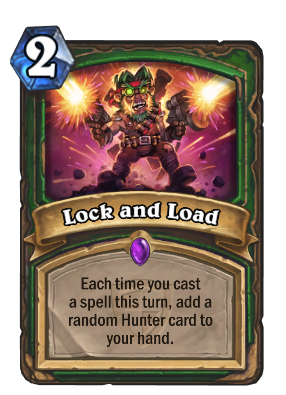 2
Lock and Load
Each time you cast
a spell this turn, add a
random Hunter card to
your hand.